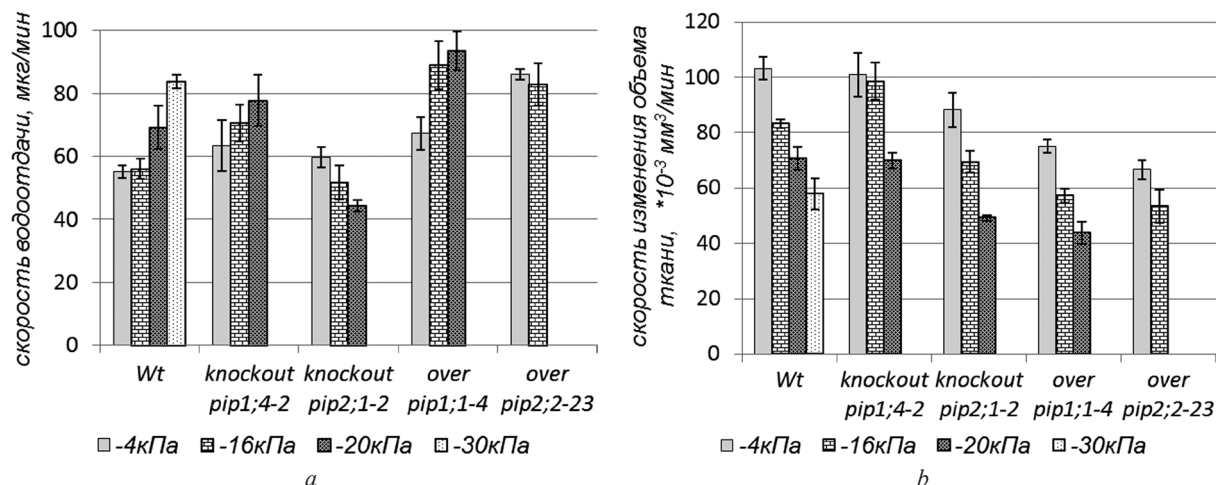 скорость водоотдачи, мкг/мин
100
80
60
40
20
0
Wt
knockout pip1;4-2
knockout pip2;1-2
over pip1;1-4
over pip2;2-23
-4кПа -16кПа -20кПа -30кПа
a
скорость изменения объема
ткани, *10⁻³ мм³/мин
120
100
80
60
40
20
0
Wt
knockout pip1;4-2
knockout pip2;1-2
over pip1;1-4
over pip2;2-23
-4кПа -16кПа -20кПа -30кПа
b